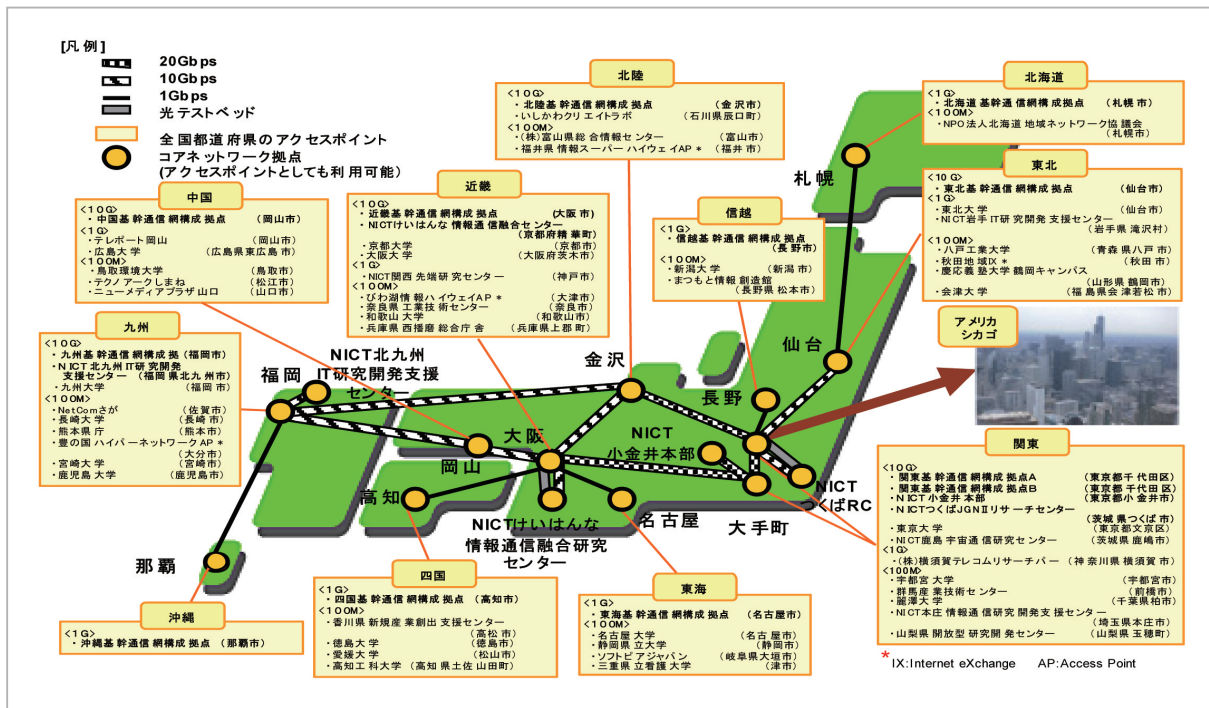 [凡例]
20Gbps
10Gbps
1Gbps
光テストベッド
全国都道府県のアクセスポイント
コアネットワーク拠点
(アクセスポイントとしても利用可能)
北陸
<10G>
・北陸基幹通信網構成拠点 (金沢市)
・いしかわクリエイトラボ (石川県辰口町)
<100M>
・(株)富山県総合情報センター (富山市)
・福井県情報スーパーハイウェイAP* (福井市)
北海道
<1G>
・北海道基幹通信網構成拠点 (札幌市)
<100M>
・NPO法人北海道地域ネットワーク協議会
(札幌市)
東北
<10G>
・東北基幹通信網構成拠点 (仙台市)
<1G>
・東北大学 (仙台市)
・NICT岩手IT研究開発支援センター
(岩手県滝沢村)
<100M>
・八戸工業大学 (青森県八戸市)
・秋田地域IX* (秋田市)
・慶応義塾大学鶴岡キャンパス
(山形県鶴岡市)
・会津大学 (福島県会津若松市)
中国
<10G>
・中国基幹通信網構成拠点 (岡山市)
<1G>
・テレポート岡山 (岡山市)
・広島大学 (広島県東広島市)
<100M>
・鳥取環境大学 (鳥取市)
・テクノアークしまね (松江市)
・ニューメディアプラザ山口 (山口市)
近畿
<10G>
・近畿基幹通信網構成拠点 (大阪市)
・NICTけいはんな情報通信融合センター
(京都府精華町)
・京都大学 (京都市)
・大阪大学 (大阪府茨木市)
<1G>
・NICT関西先端研究センター (神戸市)
<100M>
・びわ湖情報ハイウェイAP* (大津市)
・奈良県工業技術センター (奈良市)
・和歌山大学 (和歌山市)
・兵庫県西播磨総合庁舎 (兵庫県上郡町)
信越
<1G>
・信越基幹通信網構成拠点
(長野市)
<100M>
・新潟大学 (新潟市)
・まつもと情報創造館
(長野県松本市)
九州
<10G>
・九州基幹通信網構成拠 (福岡市)
・NICT北九州IT研究開発
支援センター (福岡県北九州市)
・九州大学 (福岡市)
<100M>
・NetComさが (佐賀市)
・長崎大学 (長崎市)
・熊本県庁 (熊本市)
・豊の国ハイパーネットワークAP*
(大分市)
・宮崎大学 (宮崎市)
・鹿児島大学 (鹿児島市)
アメリカ
シカゴ
札幌
仙台
金沢
長野
福岡
NICT北九州
IT研究開発支援
センター
大阪
岡山
高知
NICT
小金井本部
NICT
つくばRC
大手町
名古屋
NICTけいはんな
情報通信融合研究
センター
那覇
関東
<10G>
・関東基幹通信網構成拠点A (東京都千代田区)
・関東基幹通信網構成拠点B (東京都千代田区)
・NICT小金井本部 (東京都小金井市)
・NICTつくばJGNⅡリサーチセンター
(茨城県つくば市)
・東京大学 (東京都文京区)
・NICT鹿島宇宙通信研究センター (茨城県鹿嶋市)
<1G>
・(株)横須賀テレコムリサーチパー (神奈川県横須賀市)
<100M>
・宇都宮大学 (宇都宮市)
・群馬産業技術センター (前橋市)
・麗澤大学 (千葉県柏市)
・NICT本庄情報通信研究開発支援センター
(埼玉県本庄市)
・山梨県開放型研究開発センター (山梨県玉穂町)
沖縄
<1G>
・沖縄基幹通信網構成拠点 (那覇市)
四国
<1G>
・四国基幹通信網構成拠点 (高知市)
<100M>
・香川県新規産業創出支援センター
(高松市)
・徳島大学 (徳島市)
・愛媛大学 (松山市)
・高知工科大学 (高知県土佐山田町)
東海
<1G>
・東海基幹通信網構成拠点 (名古屋市)
<100M>
・名古屋大学 (名古屋市)
・静岡県立大学 (静岡市)
・ソフトピアジャパン (岐阜県大垣市)
・三重県立看護大学 (津市)
* IX:Internet eXchange AP:Access Point